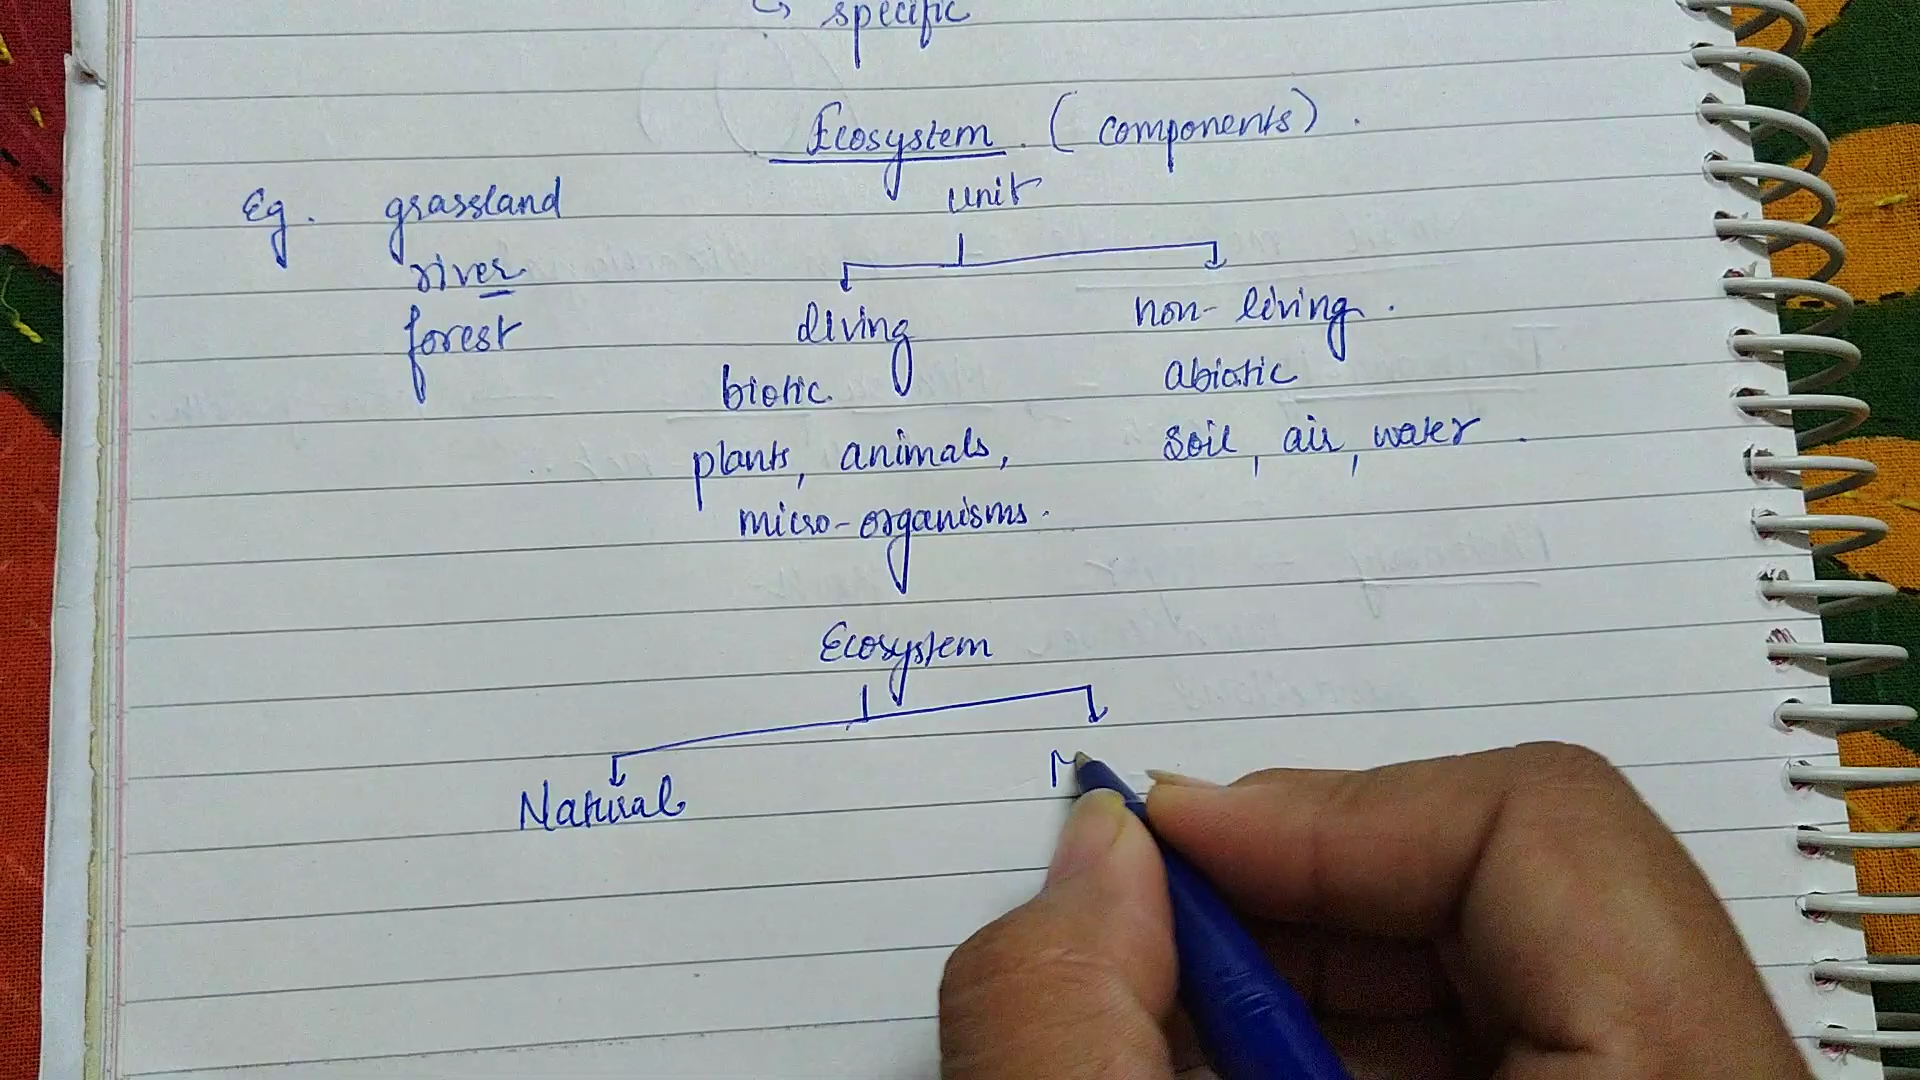 ↳ specific
Ecosystem. (components).
unit
Eg. grassland
river
forest
living
non-living.
biotic.
abiotic
plants, animals,
soil, air, water.
micro-organisms.
Ecosystem
Natural